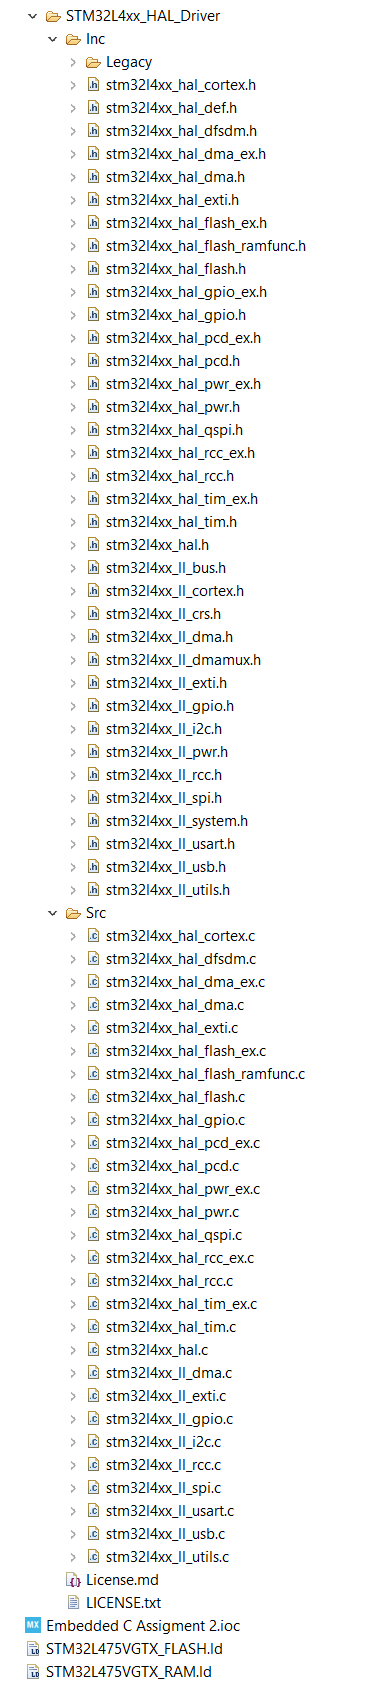 STM32L4xx_HAL_Driver
Inc
Legacy
stm32l4xx_hal_cortex.h
stm32l4xx_hal_def.h
stm32l4xx_hal_dfsdm.h
stm32l4xx_hal_dma_ex.h
stm32l4xx_hal_dma.h
stm32l4xx_hal_exti.h
stm32l4xx_hal_flash_ex.h
stm32l4xx_hal_flash_ramfunc.h
stm32l4xx_hal_flash.h
stm32l4xx_hal_gpio_ex.h
stm32l4xx_hal_gpio.h
stm32l4xx_hal_pcd_ex.h
stm32l4xx_hal_pcd.h
stm32l4xx_hal_pwr_ex.h
stm32l4xx_hal_pwr.h
stm32l4xx_hal_qspi.h
stm32l4xx_hal_rcc_ex.h
stm32l4xx_hal_rcc.h
stm32l4xx_hal_tim_ex.h
stm32l4xx_hal_tim.h
stm32l4xx_hal.h
stm32l4xx_ll_bus.h
stm32l4xx_ll_cortex.h
stm32l4xx_ll_crs.h
stm32l4xx_ll_dma.h
stm32l4xx_ll_dmamux.h
stm32l4xx_ll_exti.h
stm32l4xx_ll_gpio.h
stm32l4xx_ll_i2c.h
stm32l4xx_ll_pwr.h
stm32l4xx_ll_rcc.h
stm32l4xx_ll_spi.h
stm32l4xx_ll_system.h
stm32l4xx_ll_usart.h
stm32l4xx_ll_usb.h
stm32l4xx_ll_utils.h
Src
stm32l4xx_hal_cortex.c
stm32l4xx_hal_dfsdm.c
stm32l4xx_hal_dma_ex.c
stm32l4xx_hal_dma.c
stm32l4xx_hal_exti.c
stm32l4xx_hal_flash_ex.c
stm32l4xx_hal_flash_ramfunc.c
stm32l4xx_hal_flash.c
stm32l4xx_hal_gpio.c
stm32l4xx_hal_pcd_ex.c
stm32l4xx_hal_pcd.c
stm32l4xx_hal_pwr_ex.c
stm32l4xx_hal_pwr.c
stm32l4xx_hal_qspi.c
stm32l4xx_hal_rcc_ex.c
stm32l4xx_hal_rcc.c
stm32l4xx_hal_tim_ex.c
stm32l4xx_hal_tim.c
stm32l4xx_hal.c
stm32l4xx_ll_dma.c
stm32l4xx_ll_exti.c
stm32l4xx_ll_gpio.c
stm32l4xx_ll_i2c.c
stm32l4xx_ll_rcc.c
stm32l4xx_ll_spi.c
stm32l4xx_ll_usart.c
stm32l4xx_ll_usb.c
stm32l4xx_ll_utils.c
License.md
LICENSE.txt
MX Embedded C Assigment 2.ioc
STM32L475VGTX_FLASH.ld
STM32L475VGTX_RAM.ld